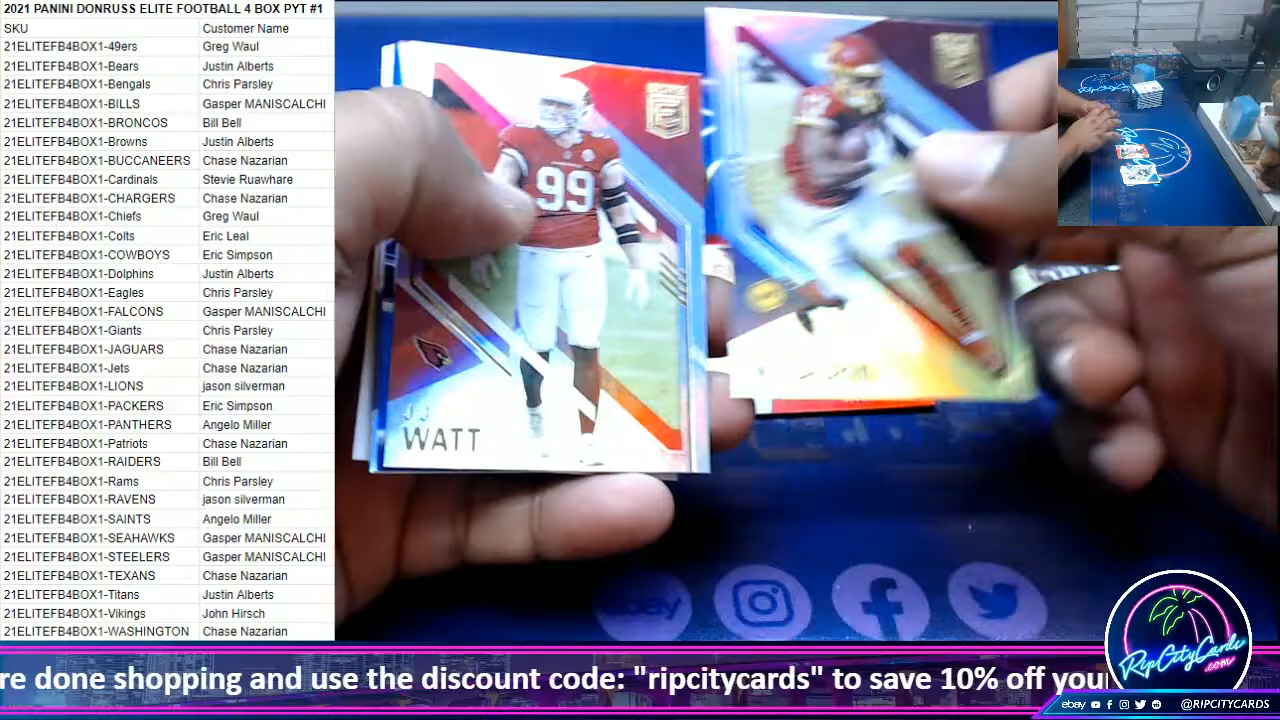 2021 PANINI DONRUSS ELITE FOOTBALL 4 BOX PYT #1
SKU Customer Name
21ELITEFB4BOX1-49ers Greg Waul
21ELITEFB4BOX1-Bears Justin Alberts
21ELITEFB4BOX1-Bengals Chris Parsley
21ELITEFB4BOX1-BILLS Gasper MANISCALCHI
21ELITEFB4BOX1-BRONCOS Bill Bell
21ELITEFB4BOX1-Browns Justin Alberts
21ELITEFB4BOX1-BUCCANEERS Chase Nazarian
21ELITEFB4BOX1-Cardinals Stevie Ruawhare
21ELITEFB4BOX1-CHARGERS Chase Nazarian
21ELITEFB4BOX1-Chiefs Greg Waul
21ELITEFB4BOX1-Colts Eric Leal
21ELITEFB4BOX1-COWBOYS Eric Simpson
21ELITEFB4BOX1-Dolphins Justin Alberts
21ELITEFB4BOX1-Eagles Chris Parsley
21ELITEFB4BOX1-FALCONS Gasper MANISCALCHI
21ELITEFB4BOX1-Giants Chris Parsley
21ELITEFB4BOX1-JAGUARS Chase Nazarian
21ELITEFB4BOX1-Jets Chase Nazarian
21ELITEFB4BOX1-LIONS jason silverman
21ELITEFB4BOX1-PACKERS Eric Simpson
21ELITEFB4BOX1-PANTHERS Angelo Miller
21ELITEFB4BOX1-Patriots Chase Nazarian
21ELITEFB4BOX1-RAIDERS Bill Bell
21ELITEFB4BOX1-Rams Chris Parsley
21ELITEFB4BOX1-RAVENS jason silverman
21ELITEFB4BOX1-SAINTS Angelo Miller
21ELITEFB4BOX1-SEAHAWKS Gasper MANISCALCHI
21ELITEFB4BOX1-STEELERS Gasper MANISCALCHI
21ELITEFB4BOX1-TEXANS Chase Nazarian
21ELITEFB4BOX1-Titans Justin Alberts
21ELITEFB4BOX1-Vikings John Hirsch
21ELITEFB4BOX1-WASHINGTON Chase Nazarian
99
JJ
WATT
ebay
re done shopping and use the discount code: "ripcitycards" to save 10% off you
RipCityCards
.com
ebay @RIPCITYCARDS